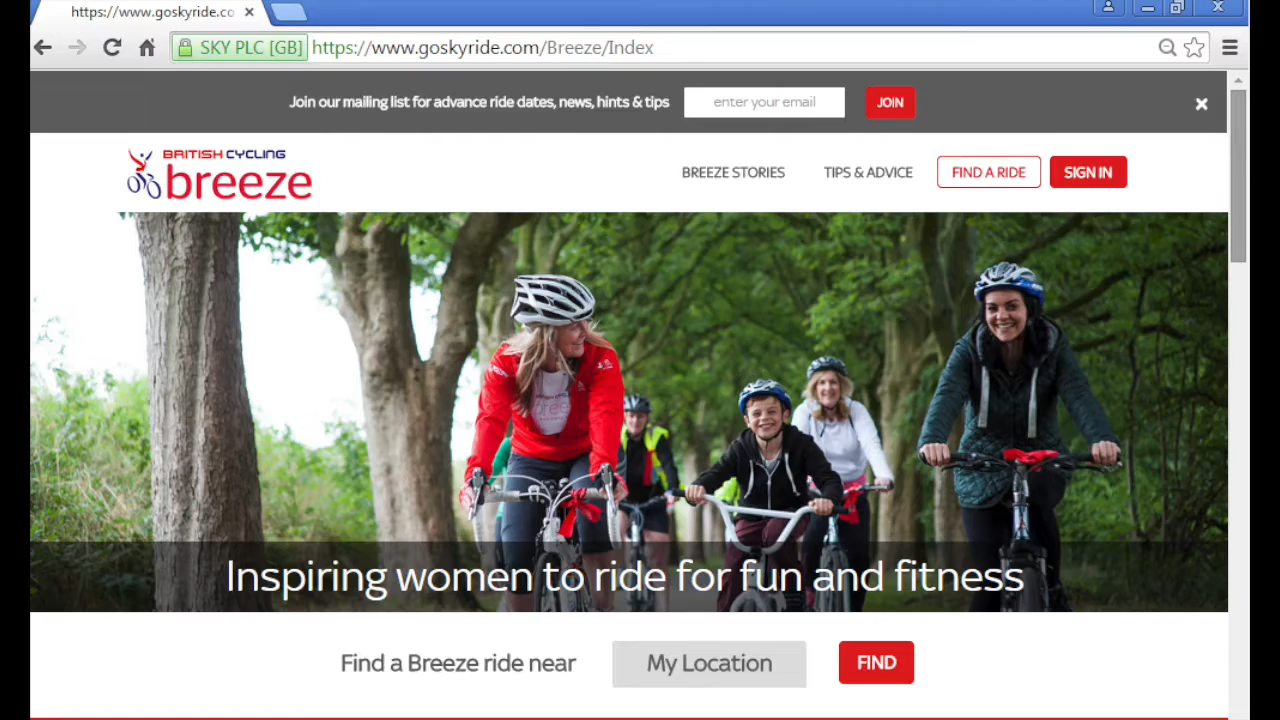 https://www.goskyride.co
SKY PLC [GB] https://www.goskyride.com/Breeze/Index
Join our mailing list for advance ride dates, news, hints & tips enter your email JOIN
BRITISH CYCLING
breeze
BREEZE STORIES TIPS & ADVICE FIND A RIDE SIGN IN
breeze
Inspiring women to ride for fun and fitness
Find a Breeze ride near My Location FIND